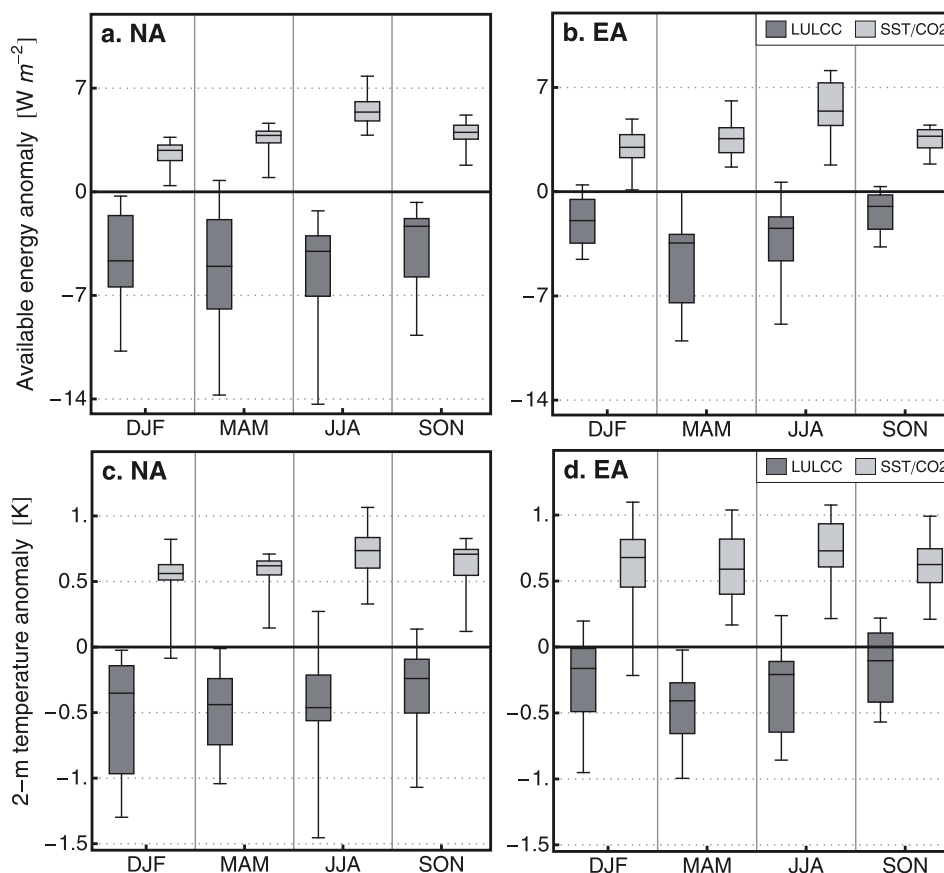 a. NA
b. EA
LULCC SST/CO2
Available energy anomaly [W m−2]
7
0
−7
−14
DJF MAM JJA SON
7
0
−7
−14
DJF MAM JJA SON
c. NA
d. EA
LULCC SST/CO2
2−m temperature anomaly [K]
1.
0.5
0
−0.5
−1.
−1.5
DJF MAM JJA SON
1.
0.5
0
−0.5
−1.
−1.5
DJF MAM JJA SON